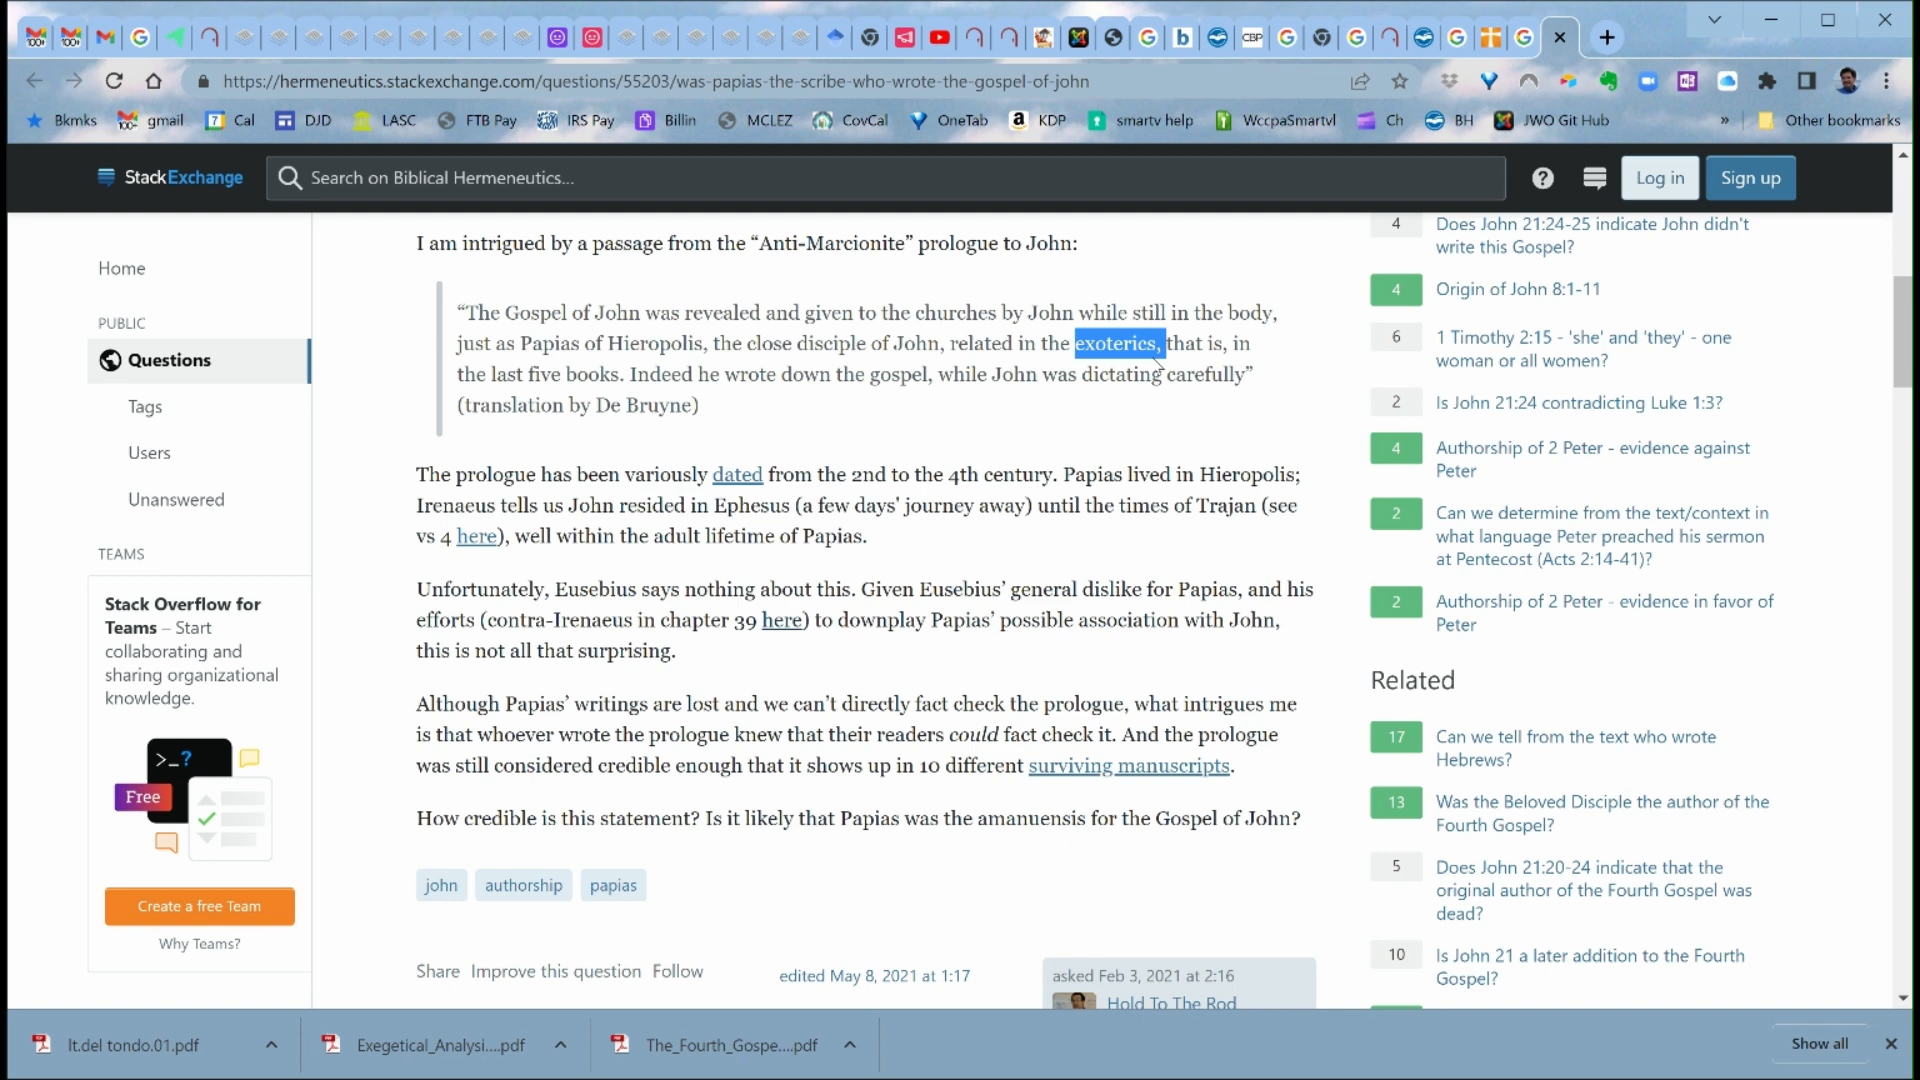 https://hermeneutics.stackexchange.com/questions/55203/was-papias-the-scribe-who-wrote-the-gospel-of-john
Bkmks gmail Cal DJD LASC FTB Pay IRS Pay Billin MCLEZ CovCal OneTab KDP smartv help WccpaSmartvl Ch BH JWO Git Hub » Other bookmarks
StackExchange Search on Biblical Hermeneutics... Log in Sign up
Home
PUBLIC
Questions
Tags
Users
Unanswered
TEAMS
Stack Overflow for
Teams – Start
collaborating and
sharing organizational
knowledge.
>_?
Free
Create a free Team
Why Teams?
I am intrigued by a passage from the “Anti-Marcionite” prologue to John:
“The Gospel of John was revealed and given to the churches by John while still in the body,
just as Papias of Hieropolis, the close disciple of John, related in the exoterics, that is, in
the last five books. Indeed he wrote down the gospel, while John was dictating carefully”
(translation by De Bruyne)
The prologue has been variously dated from the 2nd to the 4th century. Papias lived in Hieropolis;
Irenaeus tells us John resided in Ephesus (a few days' journey away) until the times of Trajan (see
vs 4 here), well within the adult lifetime of Papias.
Unfortunately, Eusebius says nothing about this. Given Eusebius’ general dislike for Papias, and his
efforts (contra-Irenaeus in chapter 39 here) to downplay Papias’ possible association with John,
this is not all that surprising.
Although Papias’ writings are lost and we can’t directly fact check the prologue, what intrigues me
is that whoever wrote the prologue knew that their readers could fact check it. And the prologue
was still considered credible enough that it shows up in 10 different surviving manuscripts.
How credible is this statement? Is it likely that Papias was the amanuensis for the Gospel of John?
john authorship papias
Share Improve this question Follow
edited May 8, 2021 at 1:17
asked Feb 3, 2021 at 2:16
Hold To The Rod
4 Does John 21:24-25 indicate John didn't
write this Gospel?
4 Origin of John 8:1-11
6 1 Timothy 2:15 - 'she' and 'they' - one
woman or all women?
2 Is John 21:24 contradicting Luke 1:3?
4 Authorship of 2 Peter - evidence against
Peter
2 Can we determine from the text/context in
what language Peter preached his sermon
at Pentecost (Acts 2:14-41)?
2 Authorship of 2 Peter - evidence in favor of
Peter
Related
17 Can we tell from the text who wrote
Hebrews?
13 Was the Beloved Disciple the author of the
Fourth Gospel?
5 Does John 21:20-24 indicate that the
original author of the Fourth Gospel was
dead?
10 Is John 21 a later addition to the Fourth
Gospel?
lt.del tondo.01.pdf Exegetical_Analysi....pdf The_Fourth_Gospe....pdf Show all